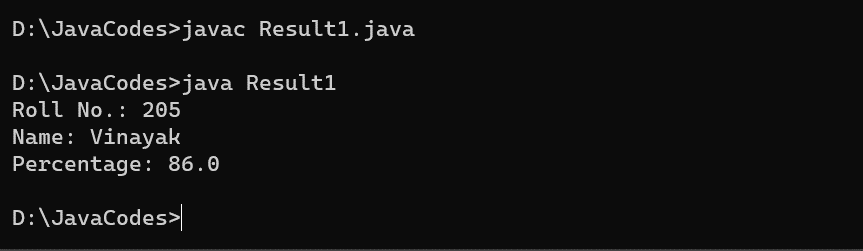 D:\JavaCodes>javac Result1.java
D:\JavaCodes>java Result1
Roll No.: 205
Name: Vinayak
Percentage: 86.0
D:\JavaCodes>